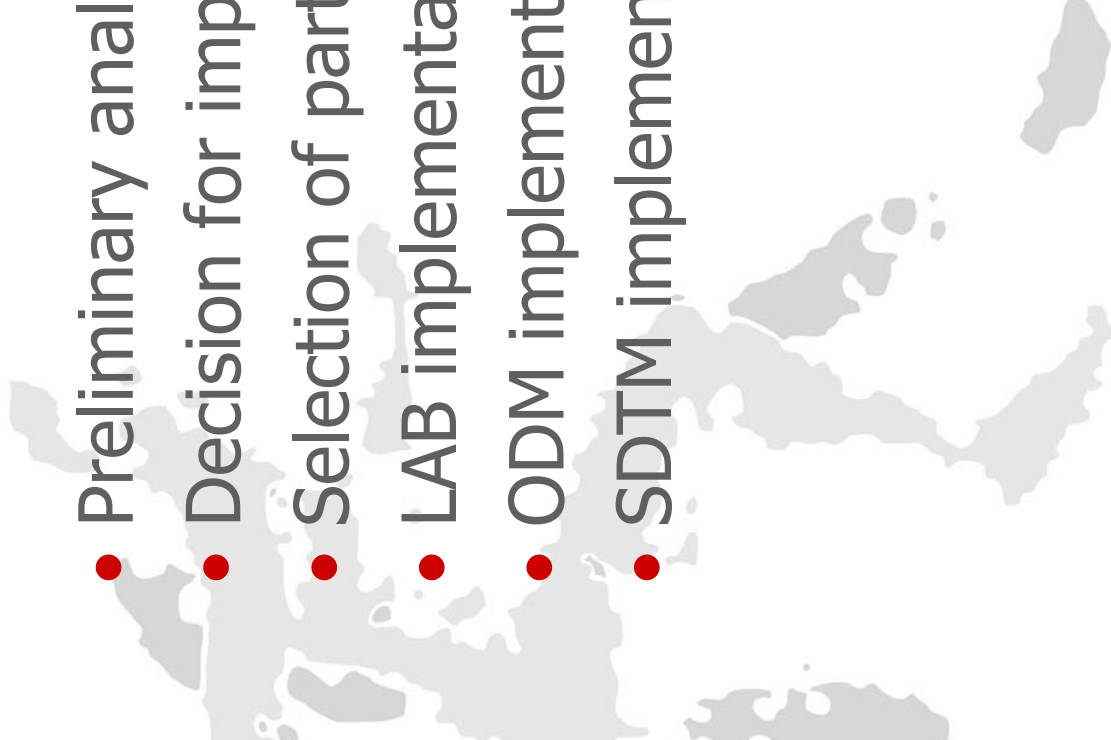 • Preliminary anal
• Decision for imp
• Selection of part
• LAB implementa
• ODM implement
• SDTM implemen